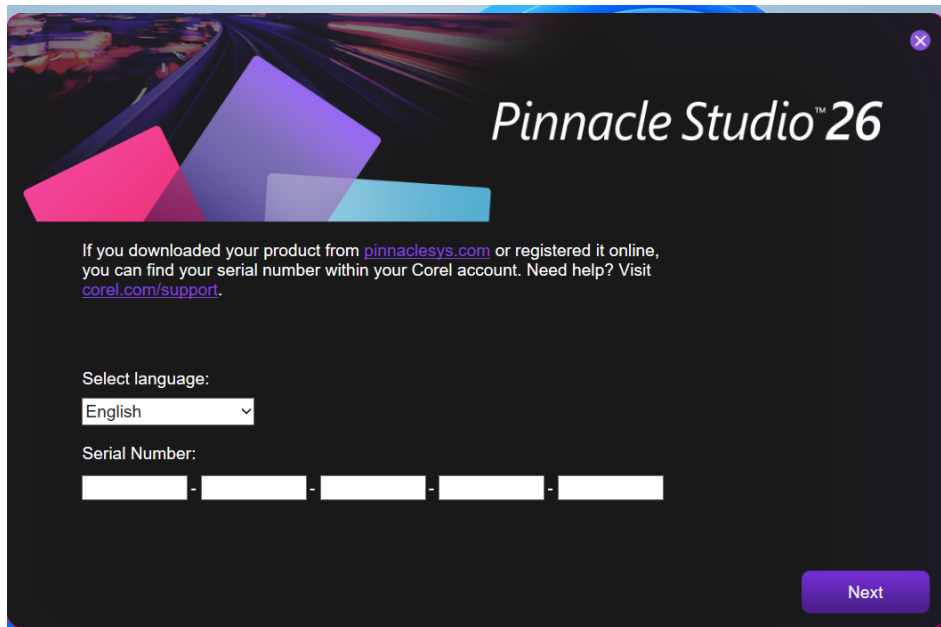 Pinnacle Studio™ 26
If you downloaded your product from pinnaclesys.com or registered it online,
you can find your serial number within your Corel account. Need help? Visit
corel.com/support.
Select language:
English
Serial Number:
- - - -
Next